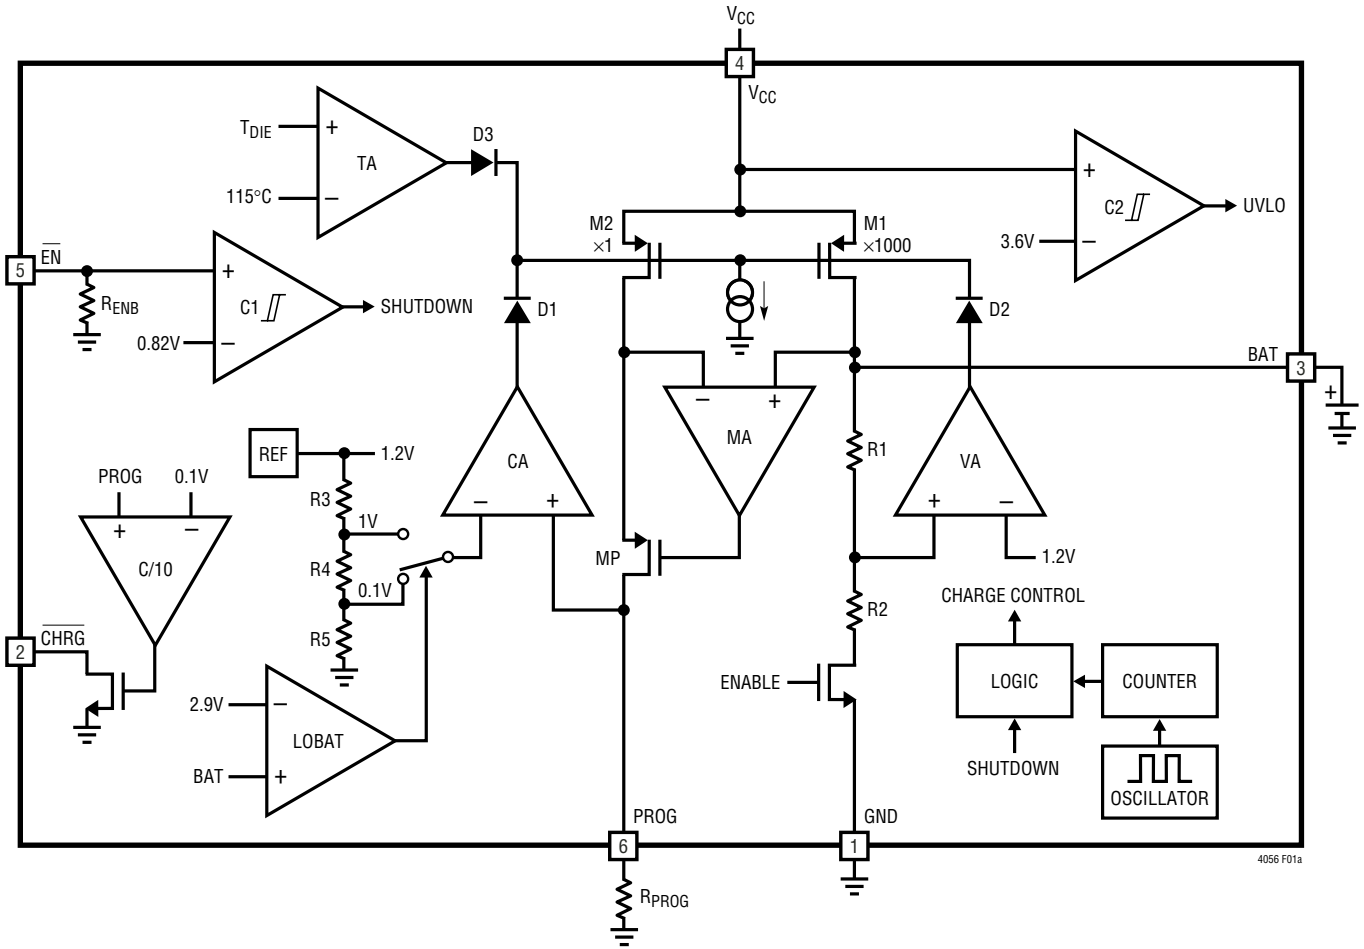 VCC
4
VCC
TDIE
+
TA
D3
115°C
–
M2
×1
M1
×1000
+
C2
UVLO
3.6V
–
5
EN
+
C1
SHUTDOWN
RENB
0.82V
–
D1
D2
BAT
3
+
–
+
MA
REF
1.2V
CA
–
+
R1
VA
+
–
1.2V
PROG
0.1V
+
–
C/10
R3
1V
R4
0.1V
R5
MP
R2
CHARGE CONTROL
2
CHRG
2.9V
–
LOBAT
BAT
+
ENABLE
LOGIC
COUNTER
SHUTDOWN
OSCILLATOR
PROG
6
GND
1
RPROG
4056 F01a